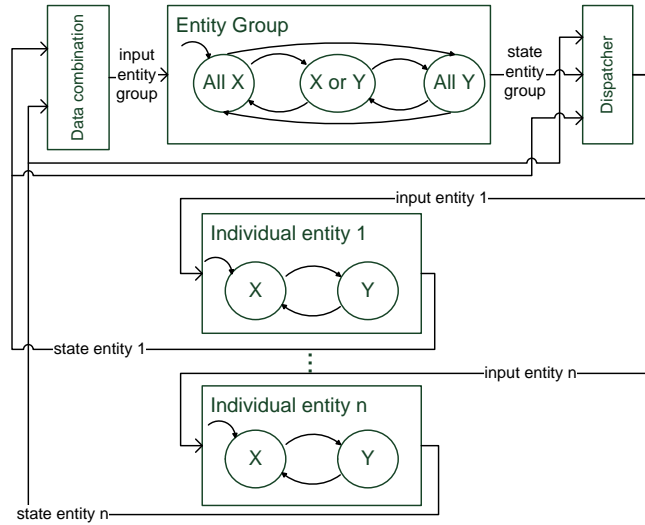 Data combination
input
entity
group
Entity Group
All X
X or Y
All Y
state
entity
group
Dispatcher
input entity 1
Individual entity 1
X
Y
state entity 1
input entity n
Individual entity n
X
Y
state entity n